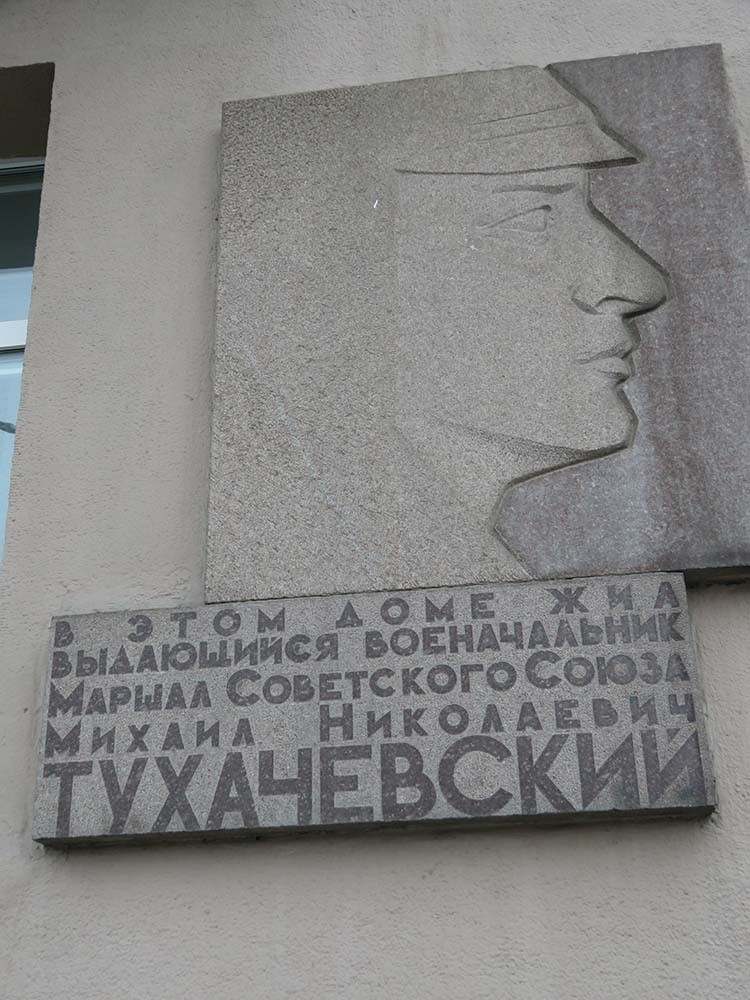 В ЭТОМ ДОМЕ ЖИЛ
ВЫДАЮЩИЙСЯ ВОЕНАЧАЛЬНИК
МАРШАЛ СОВЕТСКОГО СОЮЗА
МИХАИЛ НИКОЛАЕВИЧ
ТУХАЧЕВСКИЙ